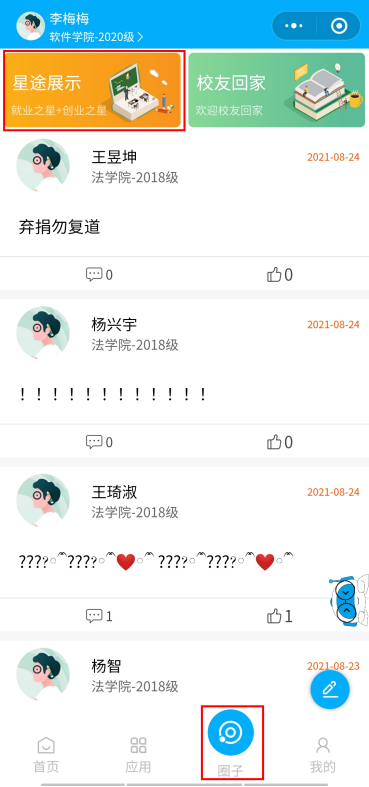 李梅梅
软件学院-2020级
星途展示
就业之星+创业之星
校友回家
欢迎校友回家
王昱坤
2021-08-24
法学院-2018级
弃捐勿复道
0
0
杨兴宇
2021-08-24
法学院-2018级
！！！！！！！！！！！！
0
0
王琦淑
2021-08-24
法学院-2018级
1
1
杨智
2021-08-23
法学院-2018级
首页
应用
圈子
我的